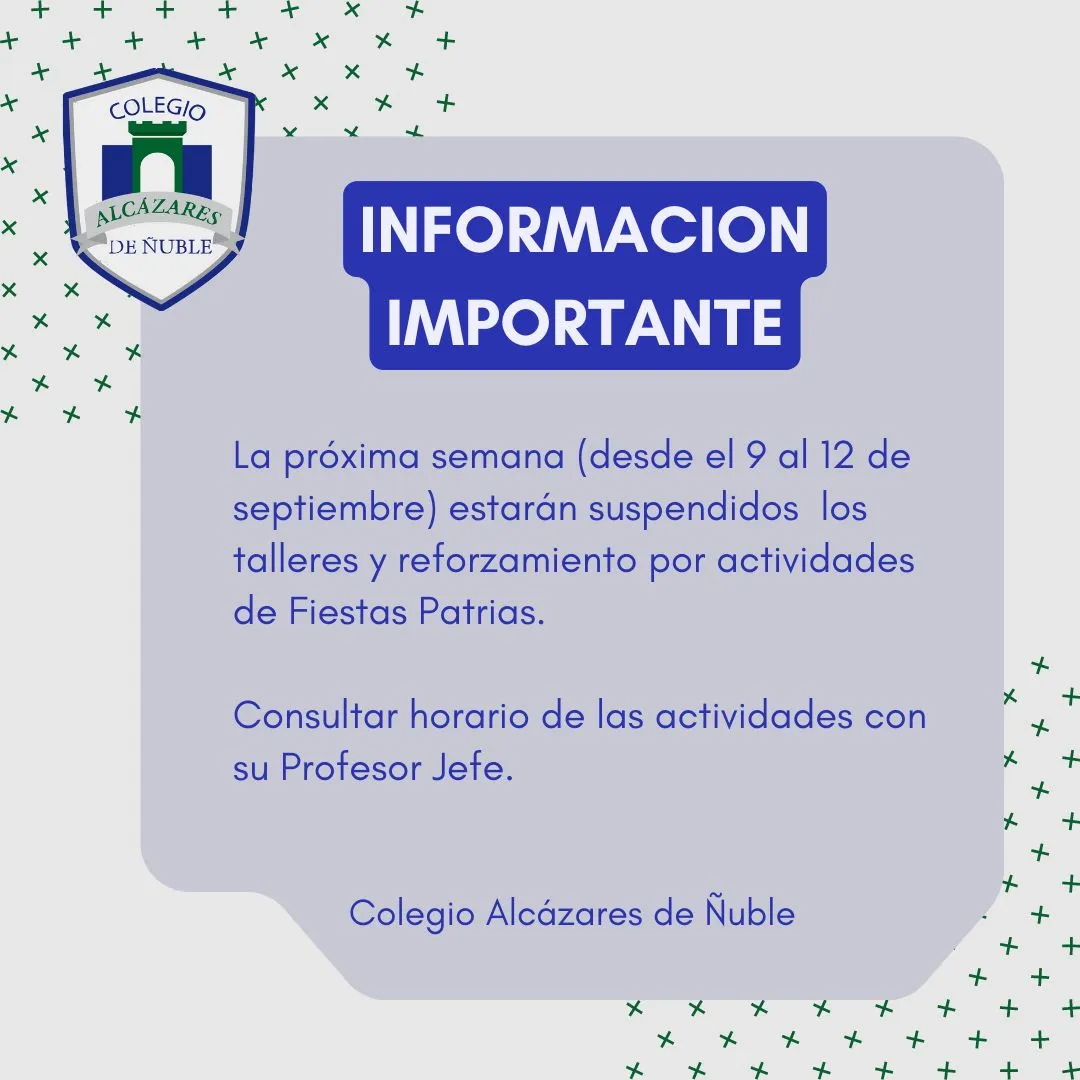 COLEGIO
ALCÁZARES
DE ÑUBLE
INFORMACION
IMPORTANTE
La próxima semana (desde el 9 al 12 de
septiembre) estarán suspendidos  los
talleres y reforzamiento por actividades
de Fiestas Patrias.
Consultar horario de las actividades con
su Profesor Jefe.
Colegio Alcázares de Ñuble